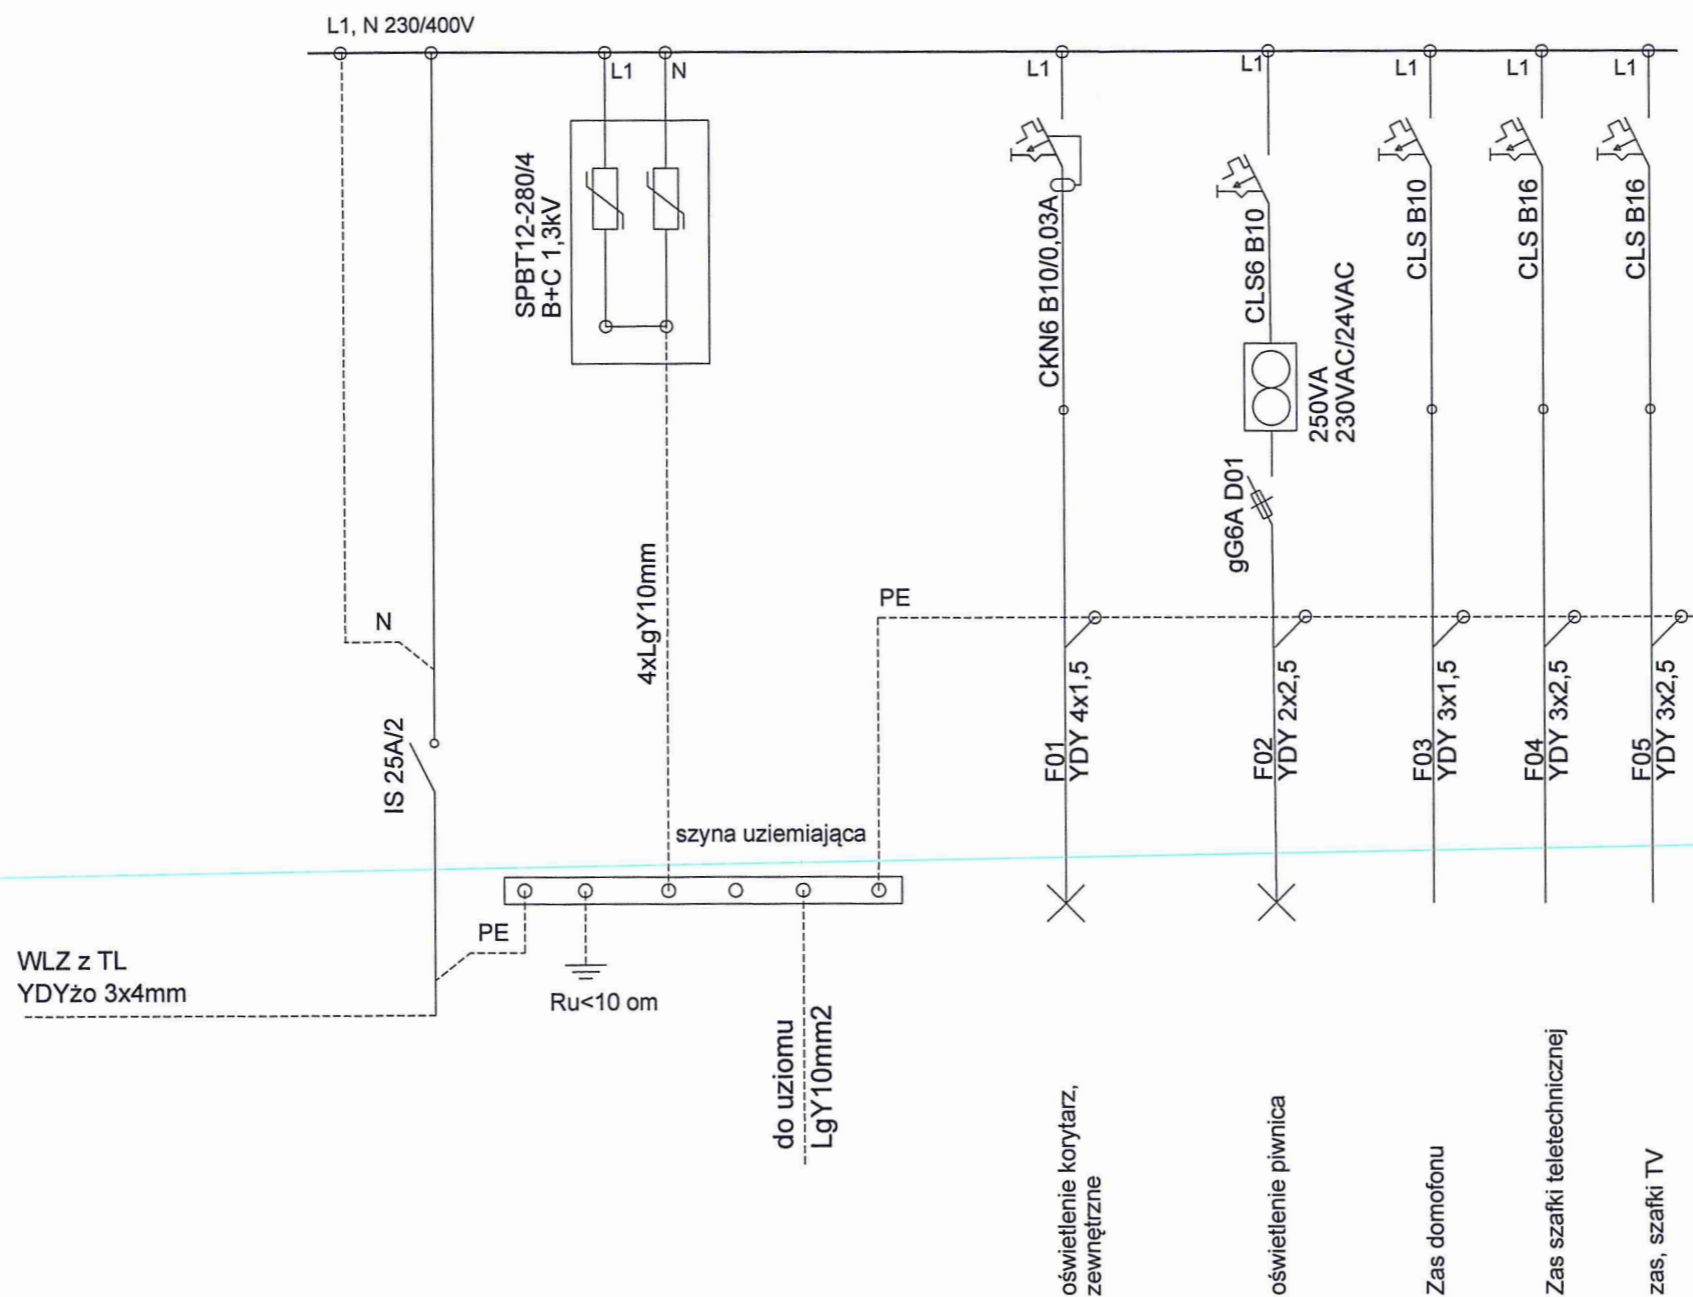 L1, N 230/400V
L1
N
L1
L1
L1
L1
L1
SPBT12-280/4
B+C 1,3kV
CKN6 B10/0,03A
CLS6 B10
250VA
230VAC/24VAC
gG6A D01
CLS B10
CLS B16
CLS B16
N
IS 25A/2
4xLgY10mm
PE
szyna uziemiająca
F01
YDY 4x1,5
F02
YDY 2x2,5
F03
YDY 3x1,5
F04
YDY 3x2,5
F05
YDY 3x2,5
PE
WLZ z TL
YDYżo 3x4mm
Ru<10 om
do uziomu
LgY10mm2
oświetlenie korytarz,
zewnętrzne
oświetlenie piwnica
Zas domofonu
Zas szafki teletechnicznej
zas, szafki TV